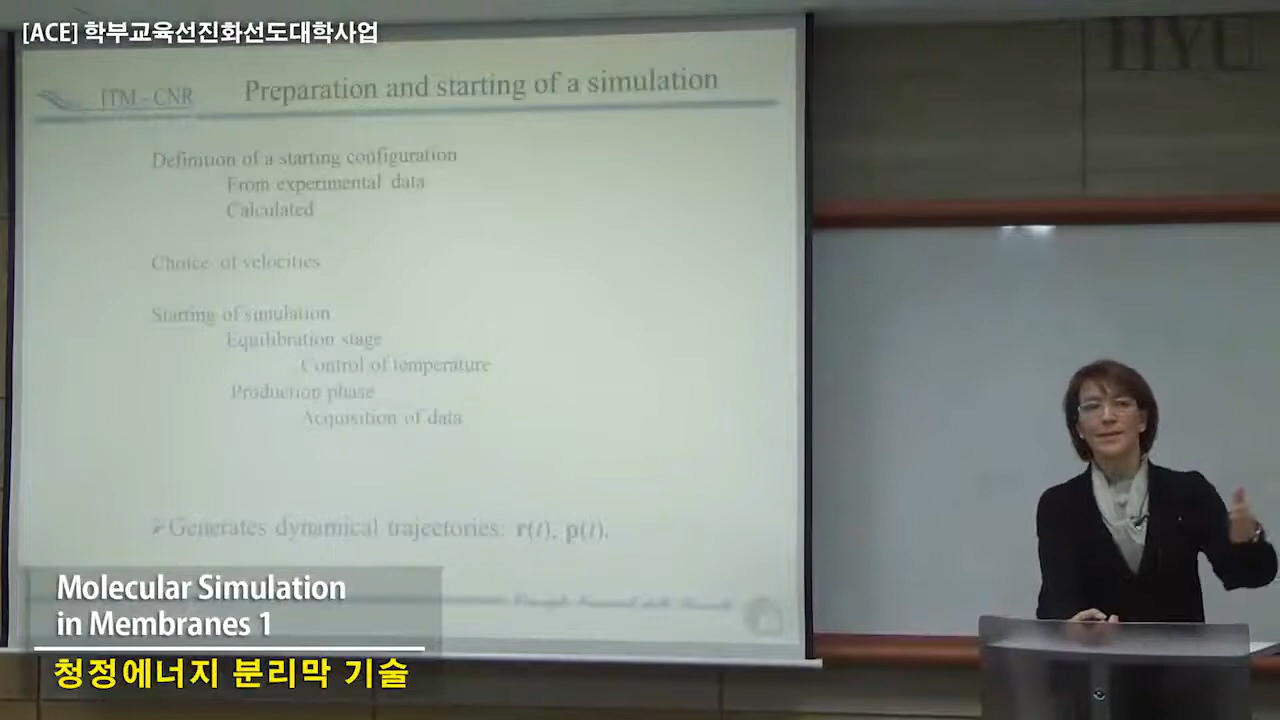 [ACE] 학부교육선진화선도대학사업
HYU
ITM - CNR
Preparation and starting of a simulation
Definition of a starting configuration
From experimental data
Calculated
Choice of velocities
Starting of simulation
Equilibration stage
Control of temperature
Production phase
Acquisition of data
➢Generates dynamical trajectories: r(t), p(t).
Molecular Simulation
in Membranes 1
청정에너지 분리막 기술